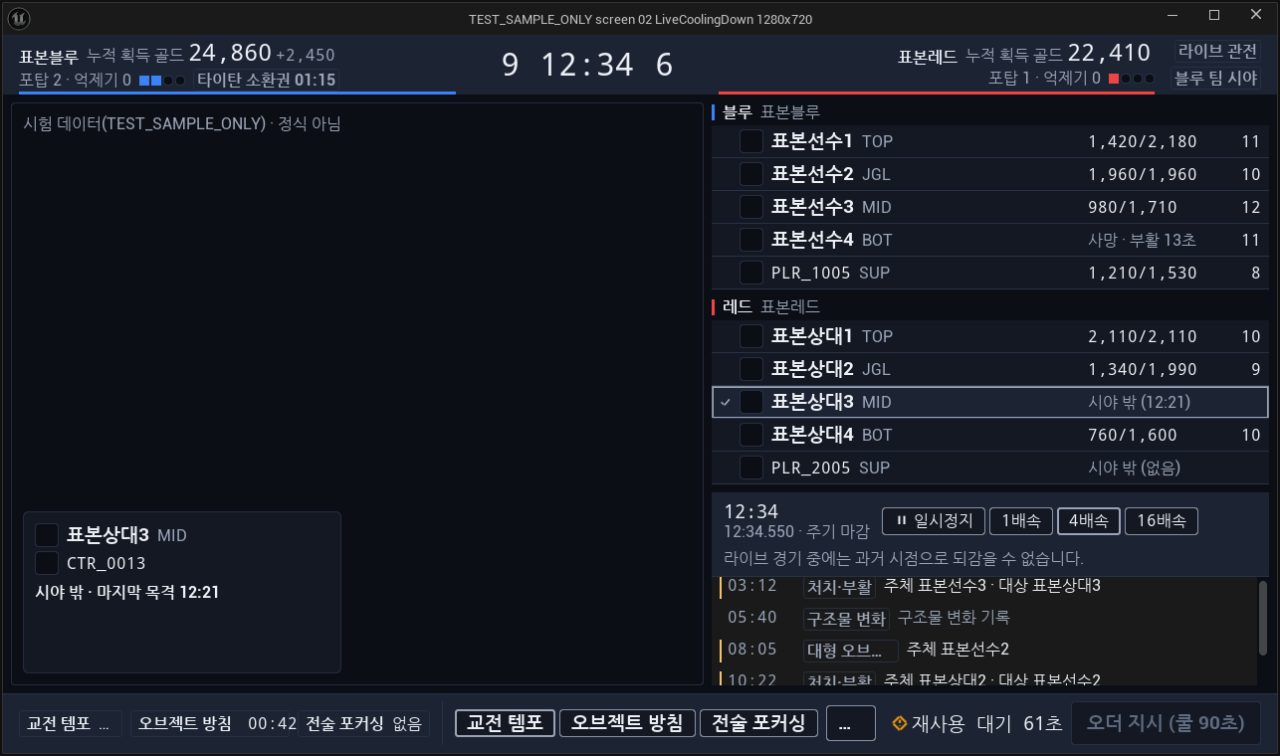 TEST_SAMPLE_ONLY screen 02 LiveCoolingDown 1280x720
표본블루 누적 획득 골드 24,860 +2,450
포탑 2 · 억제기 0 타이탄 소환권 01:15
9 12:34 6
표본레드 누적 획득 골드 22,410
포탑 1 · 억제기 0
라이브 관전
블루 팀 시야
시험 데이터(TEST_SAMPLE_ONLY) · 정식 아님
표본상대3 MID
CTR_0013
시야 밖 · 마지막 목격 12:21
블루 표본블루
표본선수1 TOP 1,420/2,180 11
표본선수2 JGL 1,960/1,960 10
표본선수3 MID 980/1,710 12
표본선수4 BOT 사망 · 부활 13초 11
PLR_1005 SUP 1,210/1,530 8
레드 표본레드
표본상대1 TOP 2,110/2,110 10
표본상대2 JGL 1,340/1,990 9
표본상대3 MID 시야 밖 (12:21)
표본상대4 BOT 760/1,600 10
PLR_2005 SUP 시야 밖 (없음)
12:34
12:34.550 · 주기 마감
일시정지 1배속 4배속 16배속
라이브 경기 중에는 과거 시점으로 되감을 수 없습니다.
03:12 처치·부활 주체 표본선수3 · 대상 표본상대3
05:40 구조물 변화 구조물 변화 기록
08:05 대형 오브... 주체 표본선수2
10:22 처치·부활 주체 표본상대2 · 대상 표본선수2
교전 템포 ... 오브젝트 방침 00:42 전술 포커싱 없음
교전 템포 오브젝트 방침 전술 포커싱 ...
재사용 대기 61초 오더 지시 (쿨 90초)